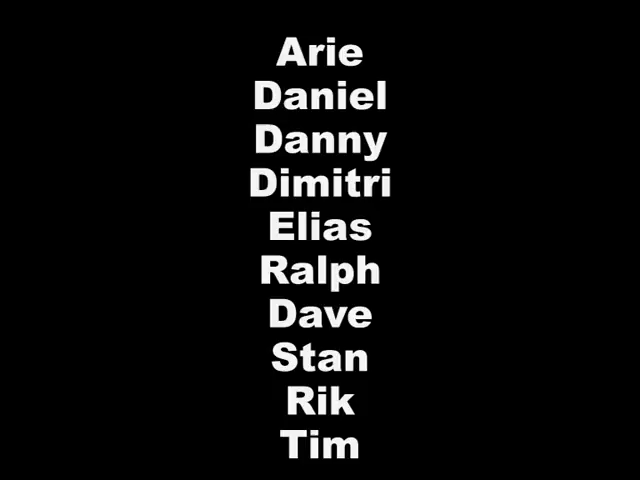 Arie
Daniel
Danny
Dimitri
Elias
Ralph
Dave
Stan
Rik
Tim